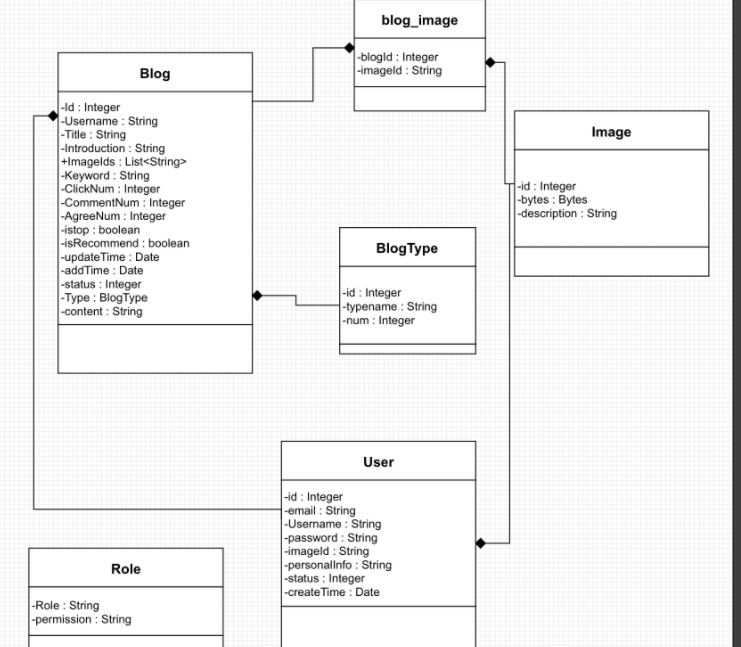 blog_image
-blogId : Integer
-imageId : String
Blog
-Id : Integer
-Username : String
-Title : String
-Introduction : String
+ImageIds : List<String>
-Keyword : String
-ClickNum : Integer
-CommentNum : Integer
-AgreeNum : Integer
-istop : boolean
-isRecommend : boolean
-updateTime : Date
-addTime : Date
-status : Integer
-Type : BlogType
-content : String
Image
-id : Integer
-bytes : Bytes
-description : String
BlogType
-id : Integer
-typename : String
-num : Integer
User
-id : Integer
-email : String
-Username : String
-password : String
-imageId : String
-personalInfo : String
-status : Integer
-createTime : Date
Role
-Role : String
-permission : String